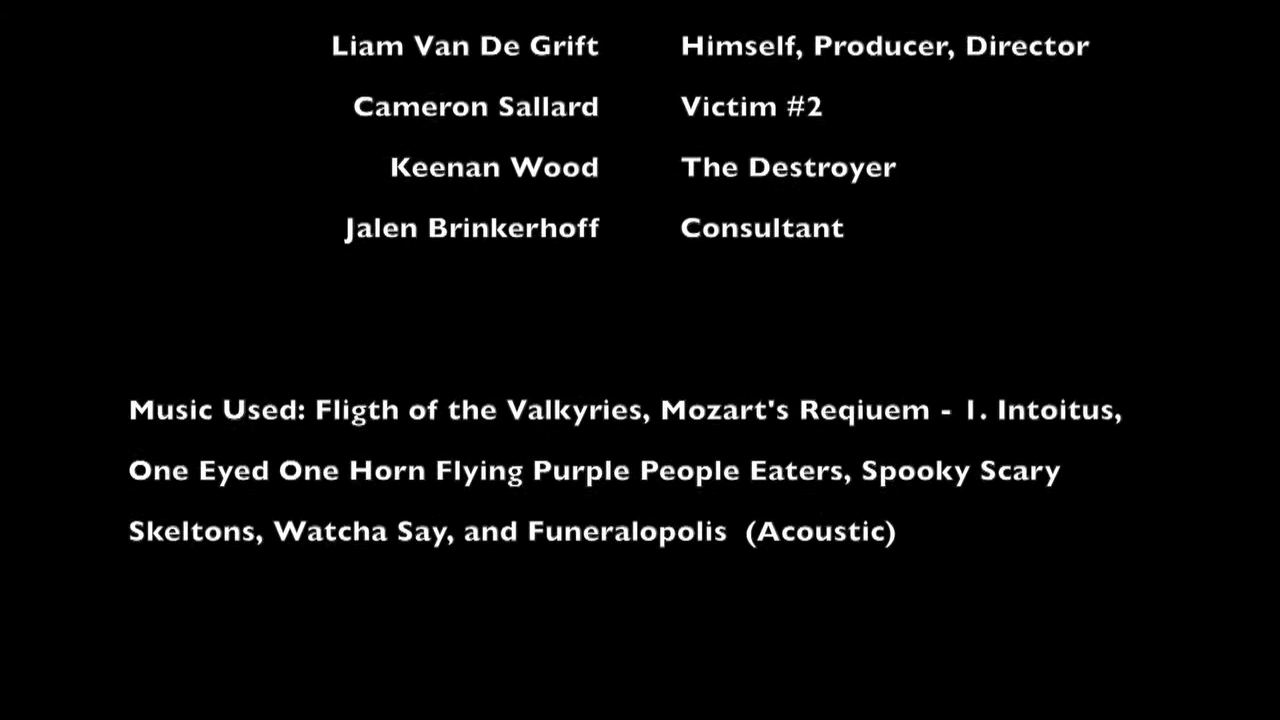 Liam Van De Grift Himself, Producer, Director
Cameron Sallard Victim #2
Keenan Wood The Destroyer
Jalen Brinkerhoff Consultant
Music Used: Fligth of the Valkyries, Mozart's Reqiuem - 1. Intoitus,
One Eyed One Horn Flying Purple People Eaters, Spooky Scary
Skeltons, Watcha Say, and Funeralopolis (Acoustic)